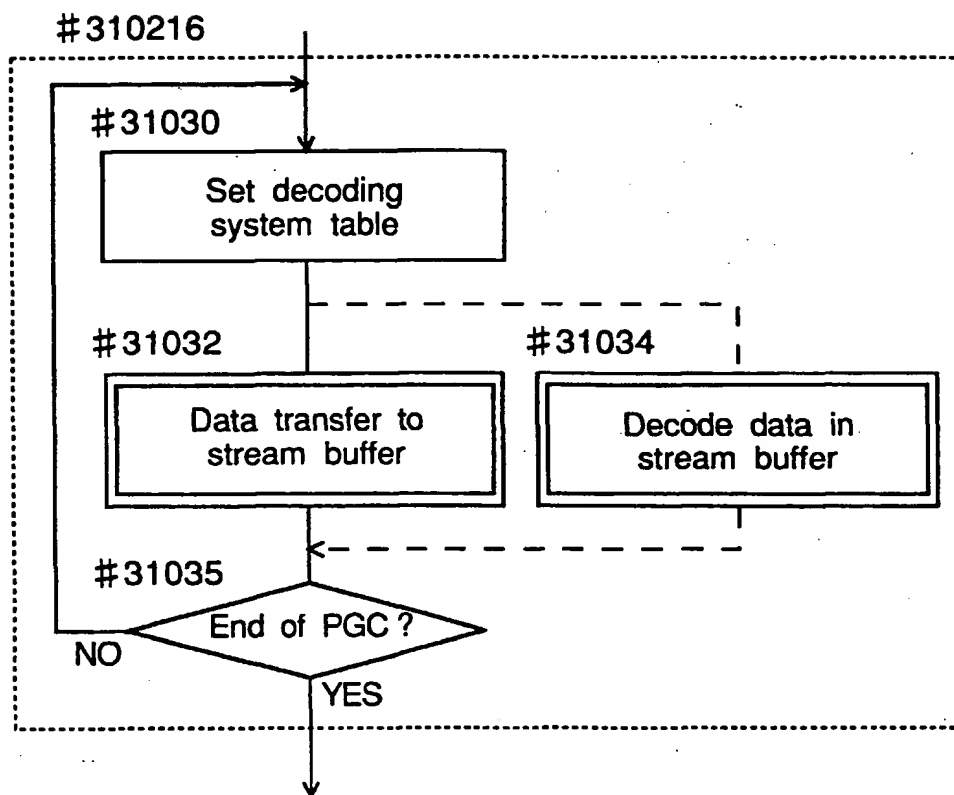 #310216
#31030
Set decoding
system table
#31032
#31034
Data transfer to
stream buffer
Decode data in
stream buffer
#31035
End of PGC?
NO
YES